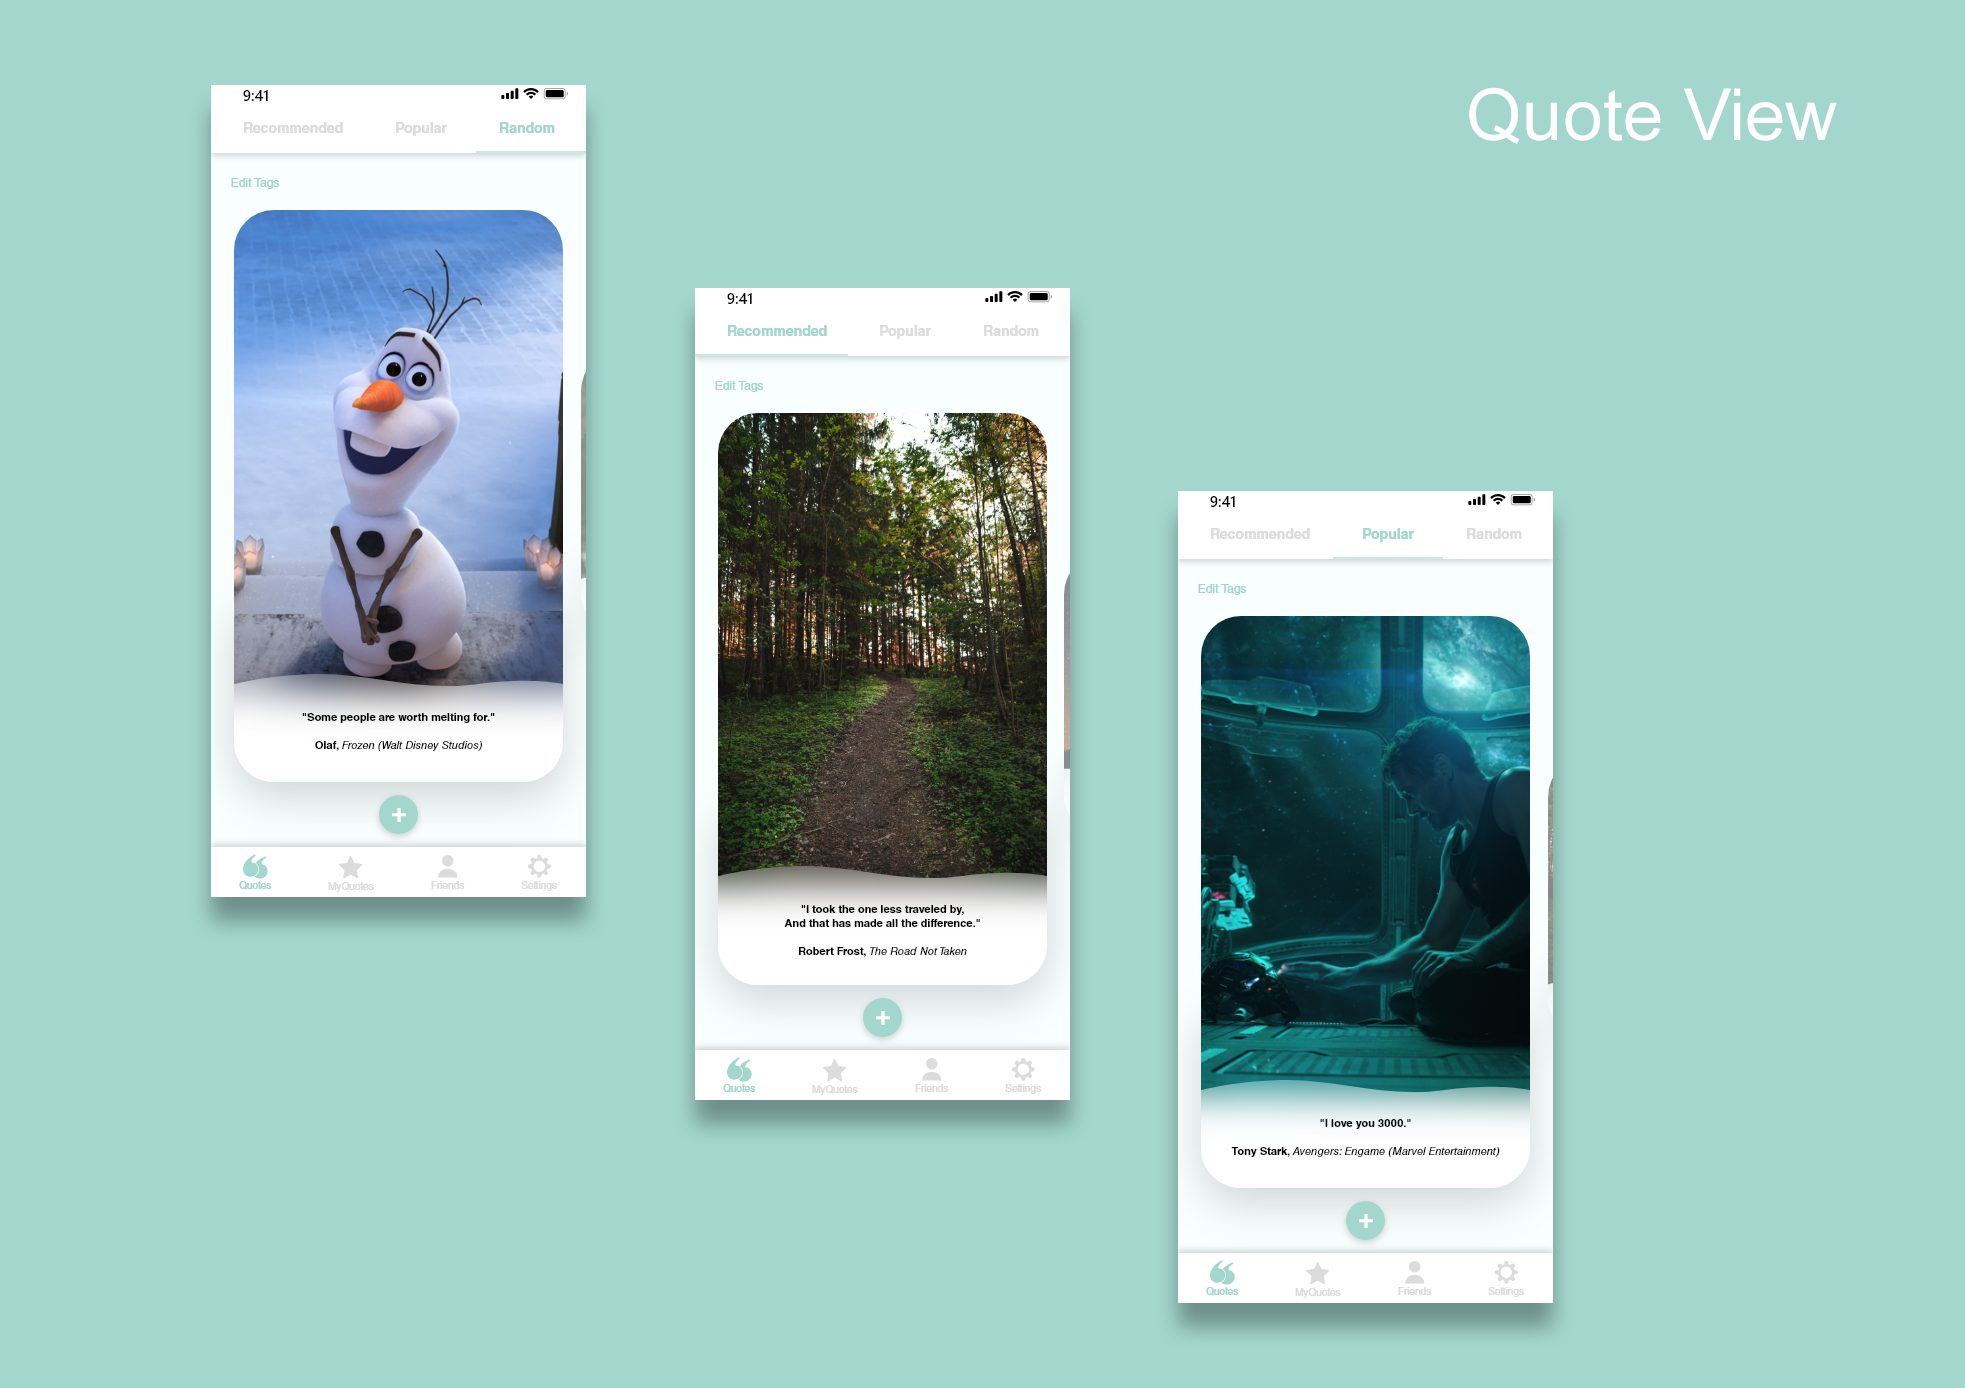 Quote View
9:41
Recommended Popular Random
Edit Tags
"Some people are worth melting for."
Olaf, Frozen (Walt Disney Studios)
Quotes MyQuotes Friends Settings
9:41
Recommended Popular Random
Edit Tags
"I took the one less traveled by,
And that has made all the difference."
Robert Frost, The Road Not Taken
Quotes MyQuotes Friends Settings
9:41
Recommended Popular Random
Edit Tags
"I love you 3000."
Tony Stark, Avengers: Engame (Marvel Entertainment)
Quotes MyQuotes Friends Settings